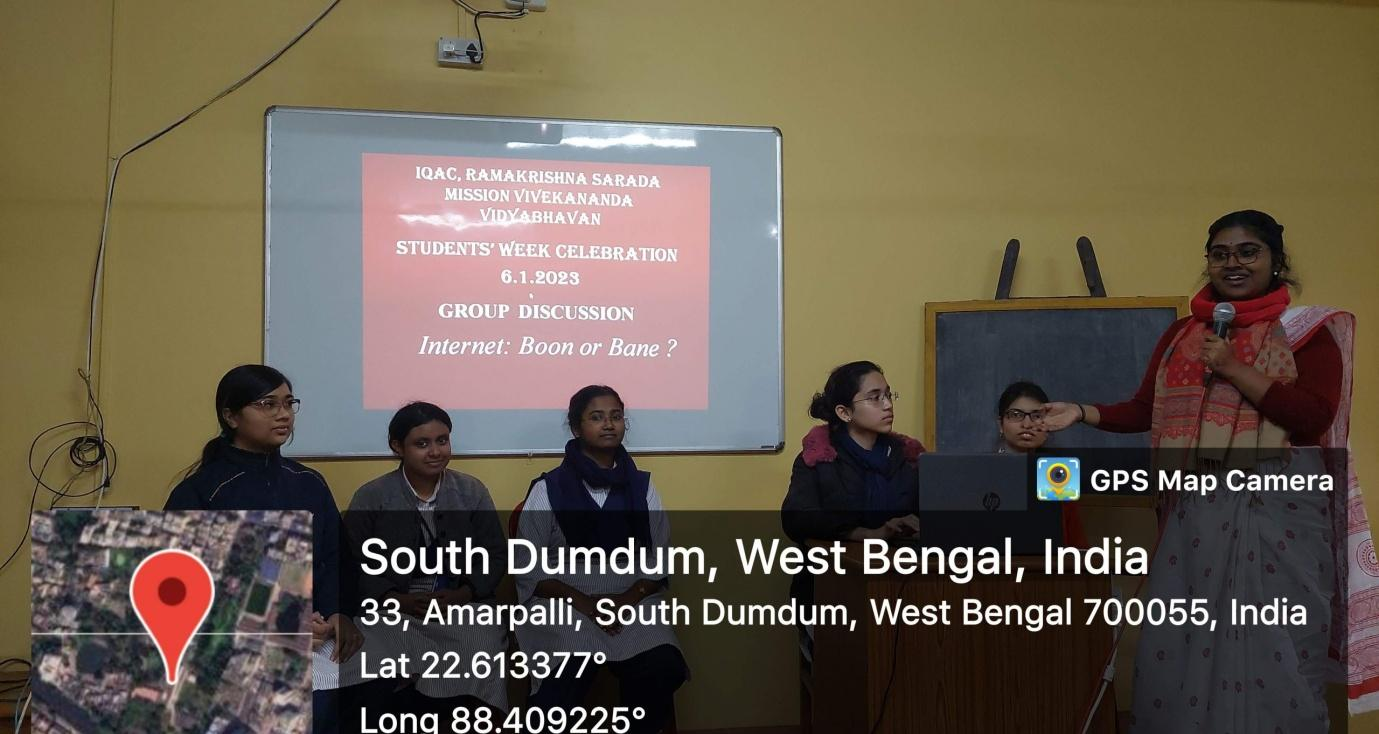 IQAC, RAMAKRISHNA SARADA
MISSION VIVEKANANDA
VIDYABHAVAN
STUDENTS' WEEK CELEBRATION
6.1.2023
GROUP DISCUSSION
Internet: Boon or Bane ?
hp
GPS Map Camera
South Dumdum, West Bengal, India
33, Amarpalli, South Dumdum, West Bengal 700055, India
Lat 22.613377°
Long 88.409225°